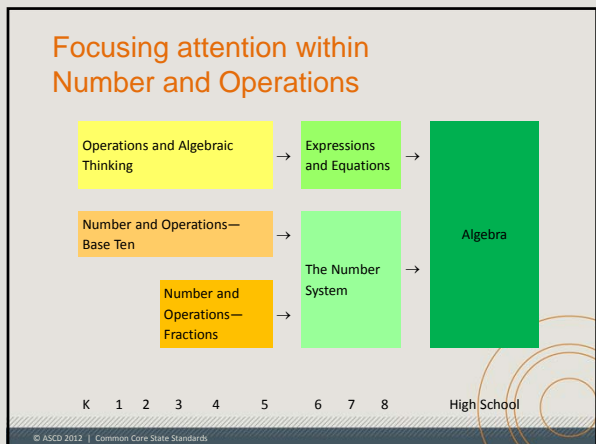 Focusing attention within
Number and Operations
Operations and Algebraic
Thinking
→
Expressions
and Equations
→
Number and Operations—
Base Ten
→
Number and
Operations—
Fractions
→
The Number
System
→
Algebra
K 1 2 3 4 5 6 7 8 High School
© ASCD 2012 | Common Core State Standards